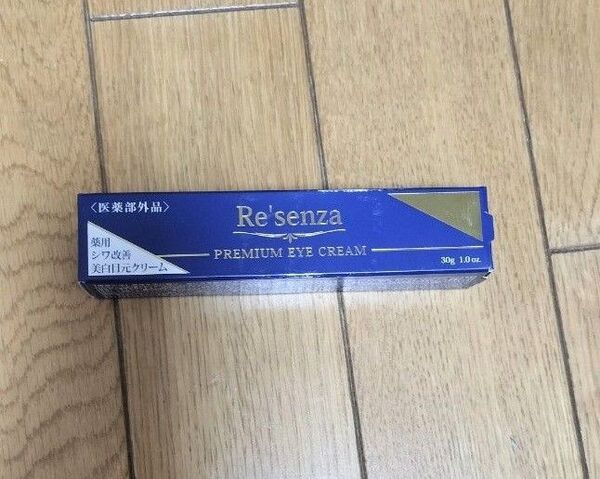 〈医薬部外品〉
薬用
シワ改善
美白目元クリーム
Re'senza
PREMIUM EYE CREAM
30g 1.0 oz.